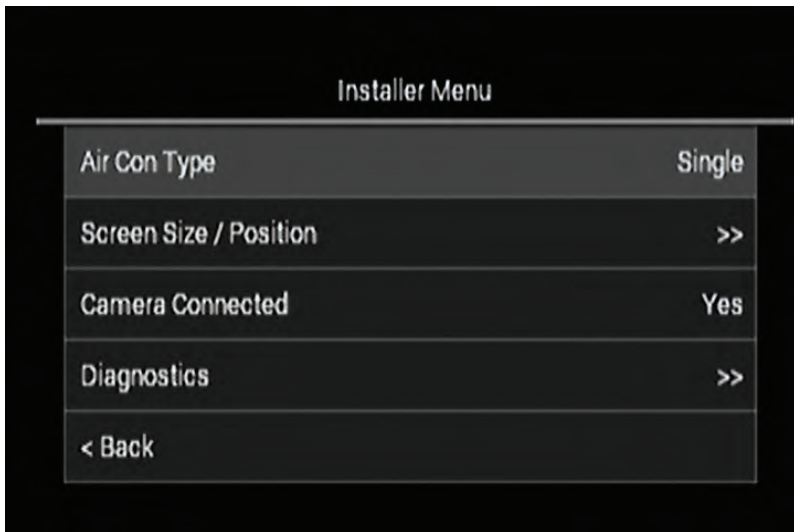 Installer Menu
Air Con Type Single
Screen Size / Position >>
Camera Connected Yes
Diagnostics >>
< Back